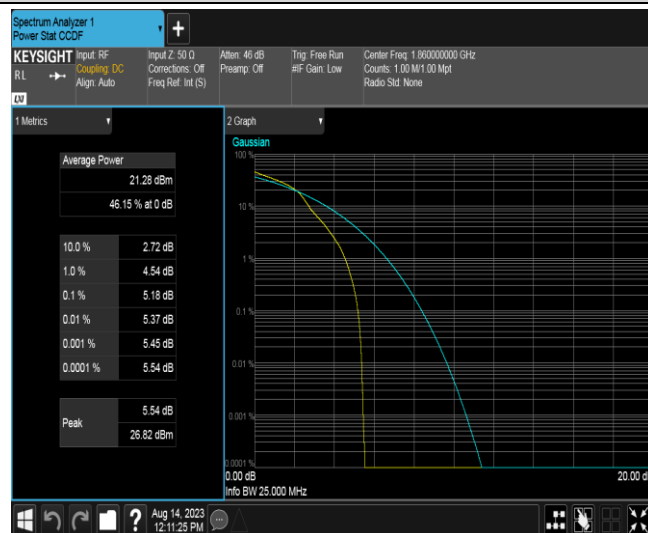 Spectrum Analyzer 1
Power Stat CCDF
+
KEYSIGHT
RL
LXI
Input: RF
Coupling: DC
Align: Auto
Input Z: 50 Ω
Corrections: Off
Freq Ref: Int (S)
Atten: 46 dB
Preamp: Off
Trig: Free Run
#IF Gain: Low
Center Freq: 1.860000000 GHz
Counts: 1.00 M/1.00 Mpt
Radio Std: None
1 Metrics
Average Power
21.28 dBm
46.15 % at 0 dB
10.0 % 2.72 dB
1.0 % 4.54 dB
0.1 % 5.18 dB
0.01 % 5.37 dB
0.001 % 5.45 dB
0.0001 % 5.54 dB
Peak
5.54 dB
26.82 dBm
2 Graph
Gaussian
100 %
10 %
1 %
0.1 %
0.01 %
0.001 %
0.0001 %
0.00 dB
20.00 d
Info BW 25.000 MHz
?
Aug 14, 2023
12:11:25 PM